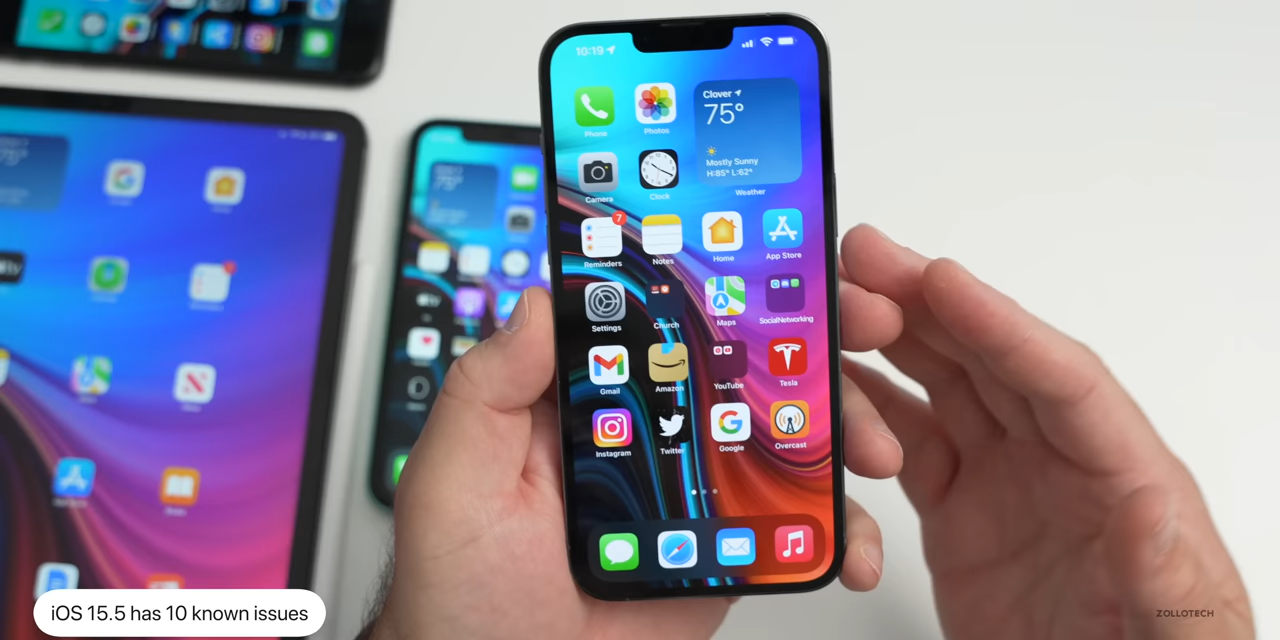 10:19
Clover
75°
Mostly Sunny
H:85° L:62°
Weather
Phone
Photos
Camera
Clock
7
Reminders
Notes
Home
App Store
Settings
Church
Maps
SocialNetworking
Gmail
Amazon
YouTube
Tesla
Instagram
Twitter
Google
Overcast
iOS 15.5 has 10 known issues
ZOLLOTECH